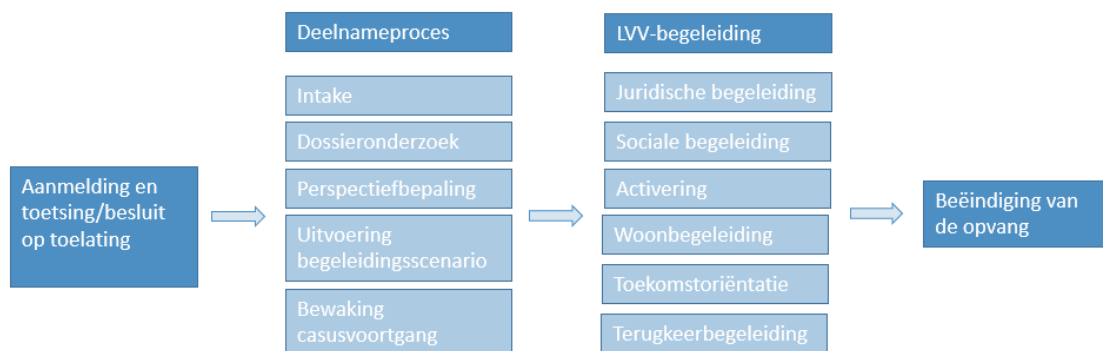 Aanmelding en
toetsing/besluit
op toelating
Deelnameproces
Intake
Dossieronderzoek
Perspectiefbepaling
Uitvoering
begeleidingsscenario
Bewaking
casusvoortgang
LVV-begeleiding
Juridische begeleiding
Sociale begeleiding
Activering
Woonbegeleiding
Toekomstoriëntatie
Terugkeerbegeleiding
Beëindiging van
de opvang